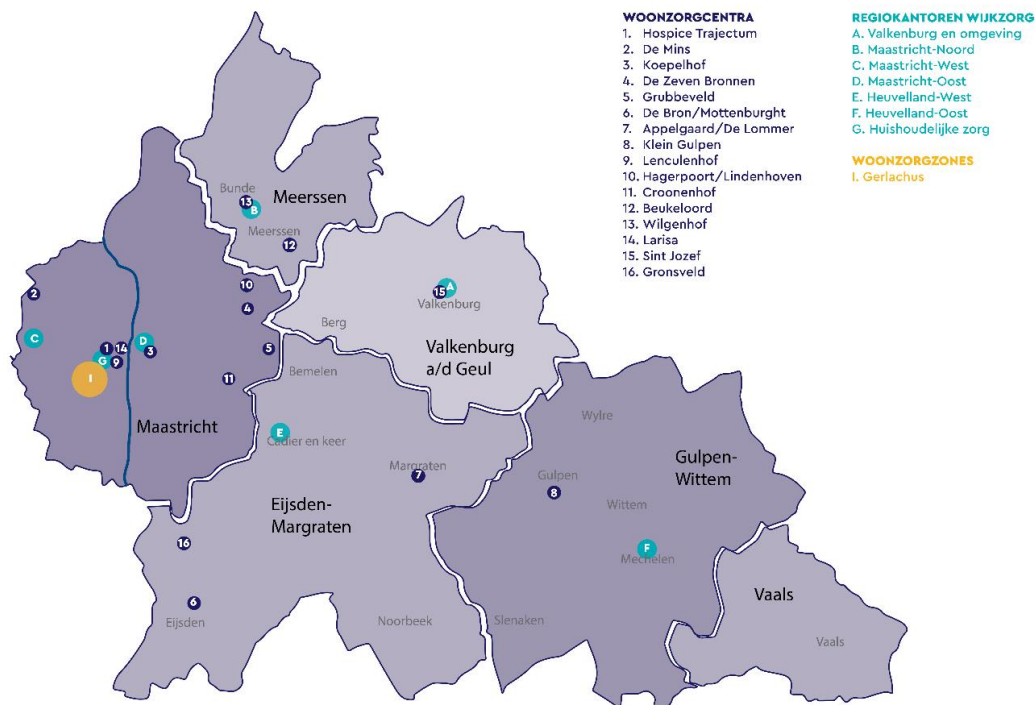 WOONZORGCENTRA
1. Hospice Trajectum
2. De Mins
3. Koepelhof
4. De Zeven Bronnen
5. Grubbeveld
6. De Bron/Mottenburght
7. Appelgaard/De Lommer
8. Klein Gulpen
9. Lenculenhof
10. Hagerpoort/Lindenhoven
11. Croonenhof
12. Beukeloord
13. Wilgenhof
14. Larisa
15. Sint Jozef
16. Gronsveld
REGIOKANTOREN WIJKZORG
A. Valkenburg en omgeving
B. Maastricht-Noord
C. Maastricht-West
D. Maastricht-Oost
E. Heuvelland-West
F. Heuvelland-Oost
G. Huishoudelijke zorg
WOONZORGZONES
I. Gerlachus
Bunde
Meerssen
13
B
Meerssen
12
10
2
4
15
A
Valkenburg
Berg
C
D
1
14
3
5
G
9
Valkenburg
a/d Geul
Bemelen
I
11
Maastricht
Wylre
E
Cadier en keer
Margraten
7
Gulpen-
Wittem
Gulpen
8
Eijsden-
Margraten
Wittem
16
F
Mechelen
6
Eijsden
Noorbeek
Slenaken
Vaals
Vaals